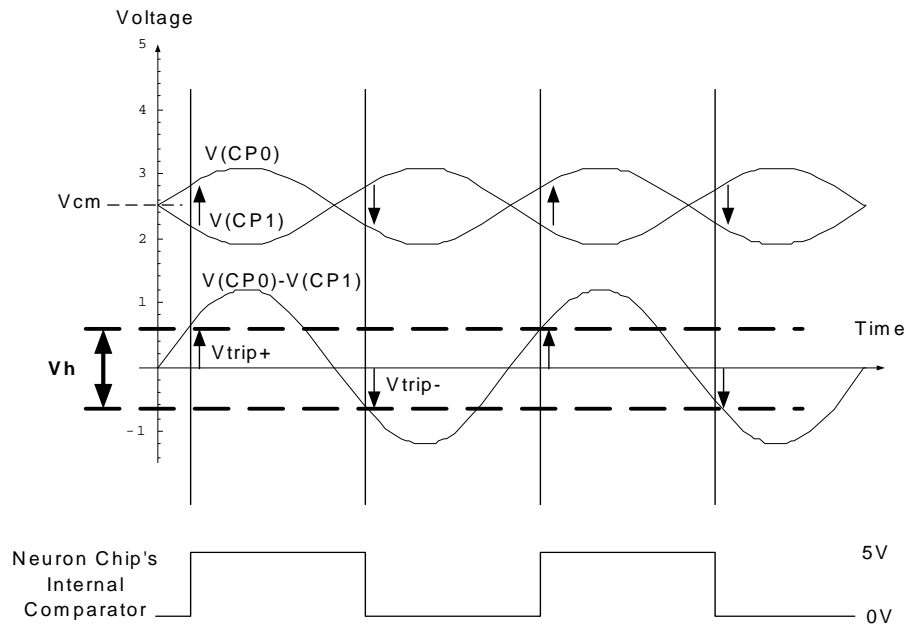 Voltage
5
4
V(CP0)
3
Vcm
V(CP1)
2
V(CP0)-V(CP1)
1
Time
Vtrip+
Vh
Vtrip-
-1
Neuron Chip's
Internal
Comparator
5V
0V